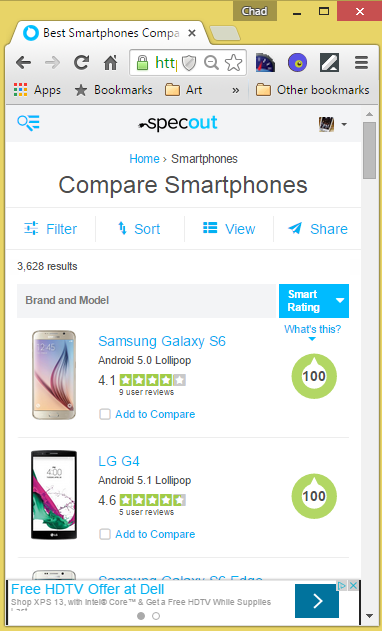 Chad
Best Smartphones Compa
http
Apps
Bookmarks
Art
»
Other bookmarks
specout
Home › Smartphones
Compare Smartphones
Filter
Sort
View
Share
3,628 results
Brand and Model
Smart Rating
What's this?
Samsung Galaxy S6
Android 5.0 Lollipop
4.1
9 user reviews
100
Add to Compare
LG G4
Android 5.1 Lollipop
4.6
5 user reviews
100
Add to Compare
Samsung Galaxy S6 Edge
Free HDTV Offer at Dell
Shop XPS 13, with Intel® Core™ & Get a Free HDTV While Supplies
Last